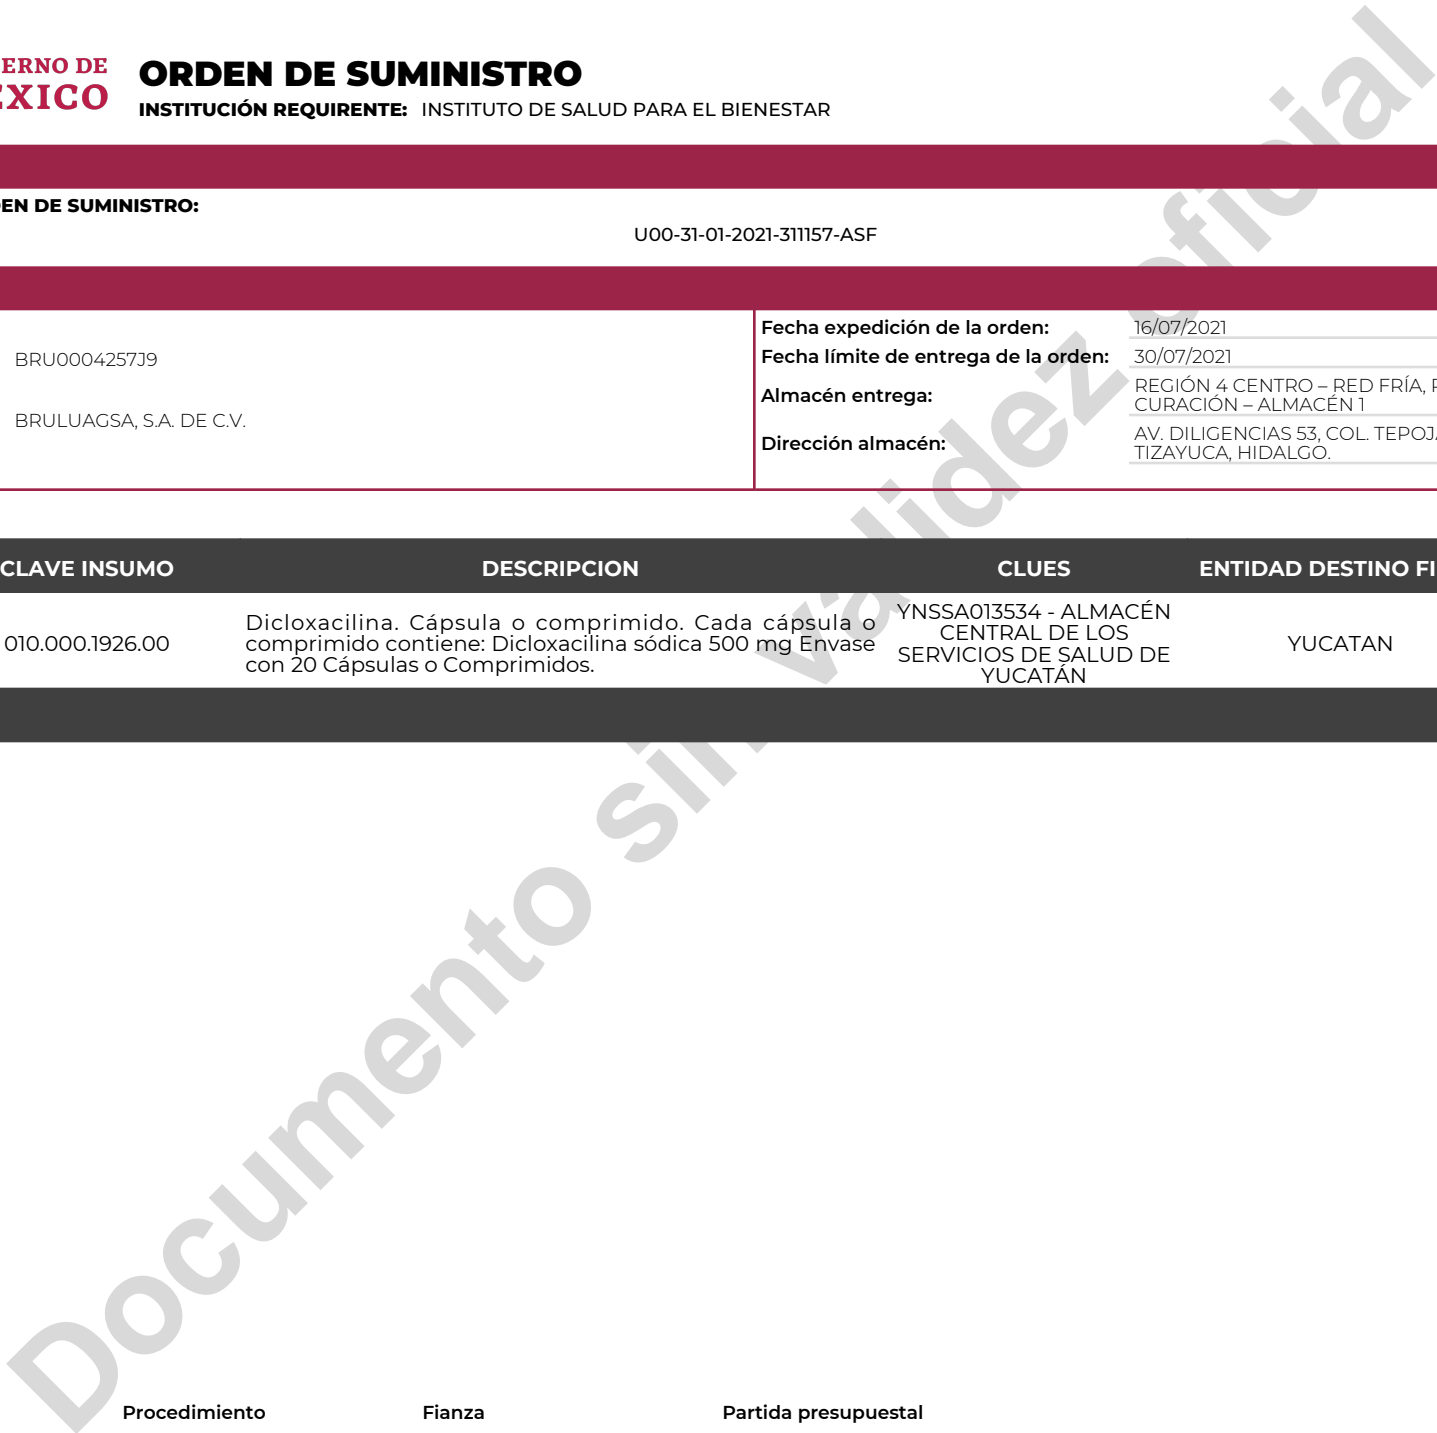 ERNO DE
ÉXICO
ORDEN DE SUMINISTRO
INSTITUCIÓN REQUIRENTE: INSTITUTO DE SALUD PARA EL BIENESTAR
EN DE SUMINISTRO:
U00-31-01-2021-311157-ASF
BRU0004257J9
BRULUAGSA, S.A. DE C.V.
Fecha expedición de la orden: 16/07/2021
Fecha límite de entrega de la orden: 30/07/2021
Almacén entrega:
REGIÓN 4 CENTRO – RED FRÍA,
CURACIÓN – ALMACÉN 1
Dirección almacén:
AV. DILIGENCIAS 53, COL. TEPOJ
TIZAYUCA, HIDALGO.
CLAVE INSUMO DESCRIPCION CLUES ENTIDAD DESTINO FI
010.000.1926.00
Dicloxacilina. Cápsula o comprimido. Cada cápsula o
comprimido contiene: Dicloxacilina sódica 500 mg Envase
con 20 Cápsulas o Comprimidos.
YNSSA013534 - ALMACÉN
CENTRAL DE LOS
SERVICIOS DE SALUD DE
YUCATÁN
YUCATAN
Documento sin validez oficial
Procedimiento Fianza Partida presupuestal